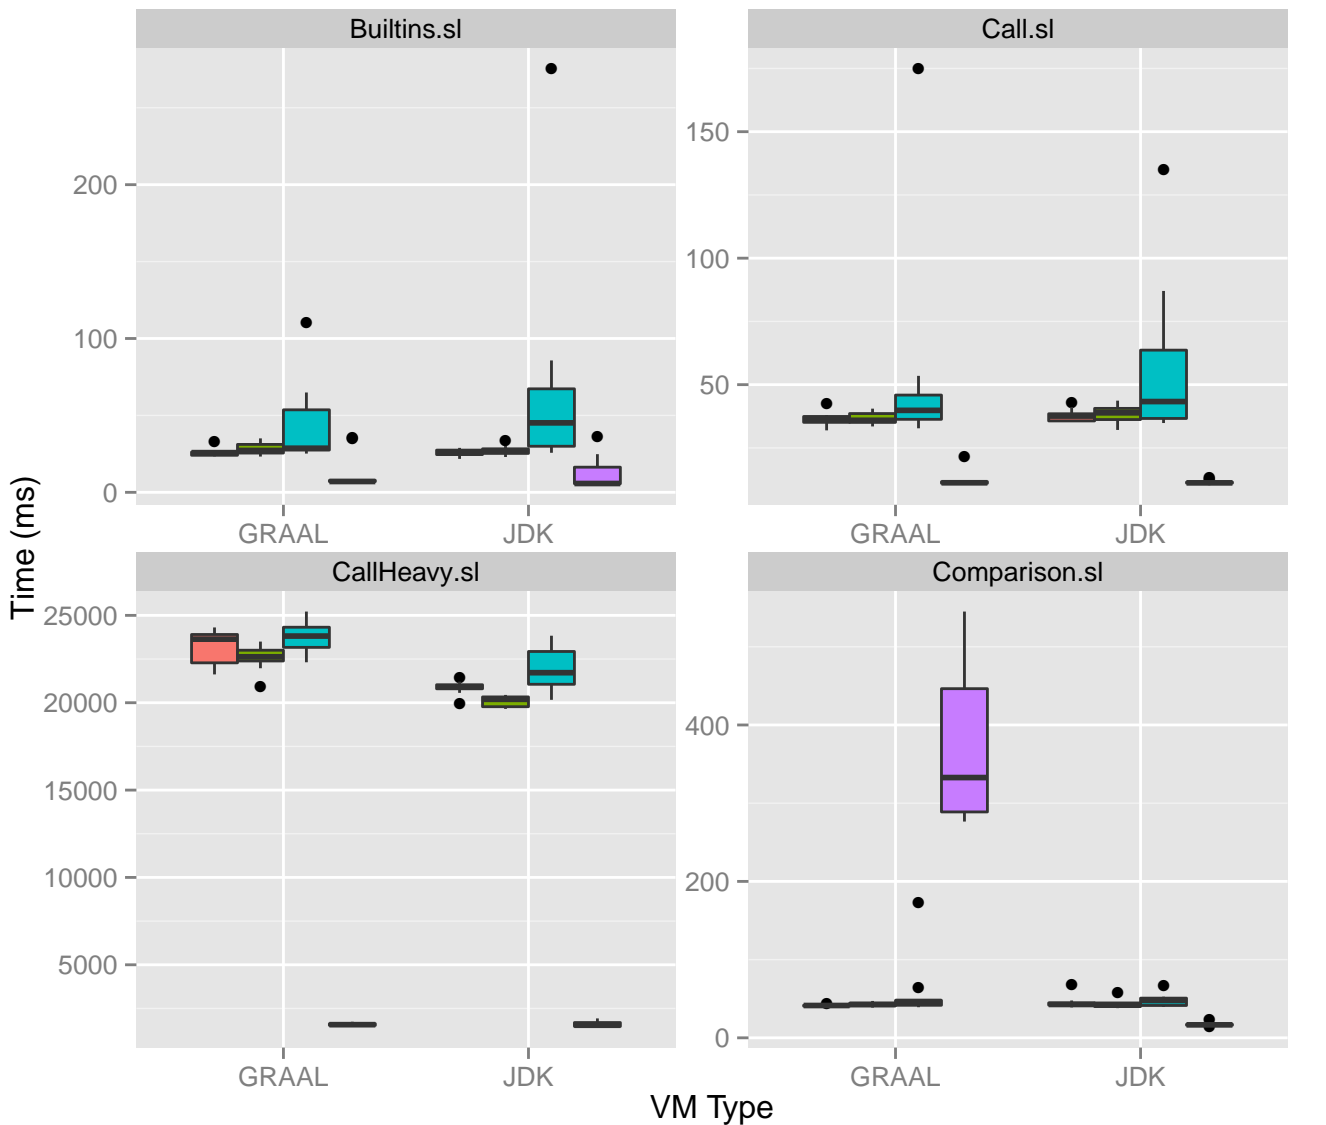 Builtins.sl
Call.sl
200
100
0
150
100
50
GRAAL
JDK
GRAAL
JDK
Time (ms)
CallHeavy.sl
Comparison.sl
25000
20000
15000
10000
5000
400
200
0
GRAAL
JDK
GRAAL
JDK
VM Type